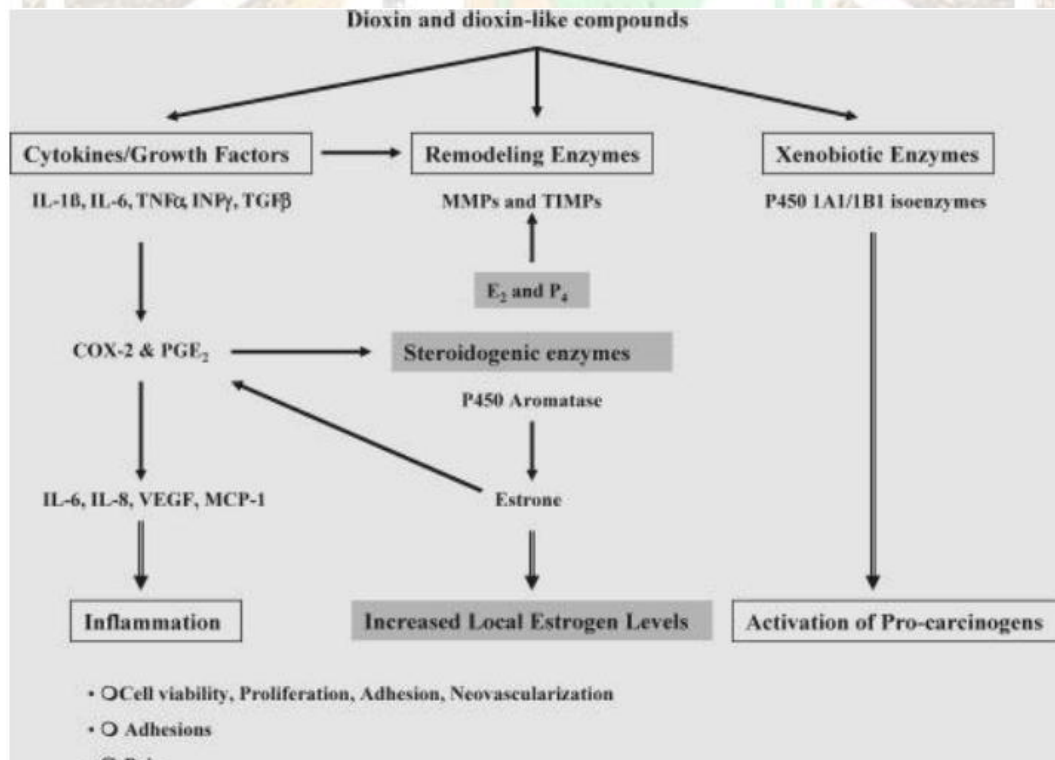 Dioxin and dioxin-like compounds
Cytokines/Growth Factors
Remodeling Enzymes
Xenobiotic Enzymes
IL-1ß, IL-6, TNFα, INFγ, TGFβ
MMPs and TIMPs
P450 1A1/1B1 isoenzymes
E₂ and P₄
COX-2 & PGE₂
Steroidogenic enzymes
P450 Aromatase
IL-6, IL-8, VEGF, MCP-1
Estrone
Inflammation
Increased Local Estrogen Levels
Activation of Pro-carcinogens
• ❍Cell viability, Proliferation, Adhesion, Neovascularization
• ❍ Adhesions